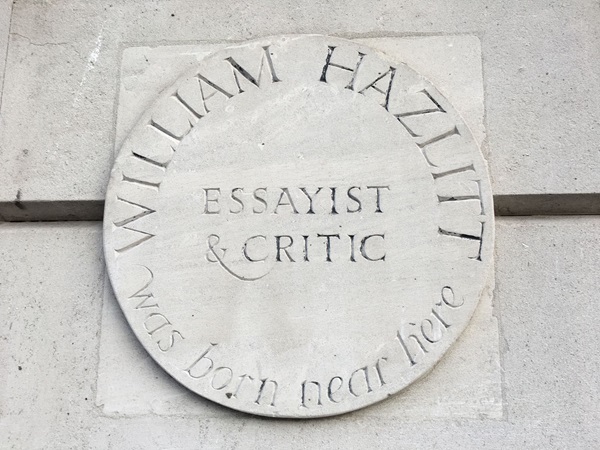 WILLIAM HAZLITT
ESSAYIST
& CRITIC
was born near here